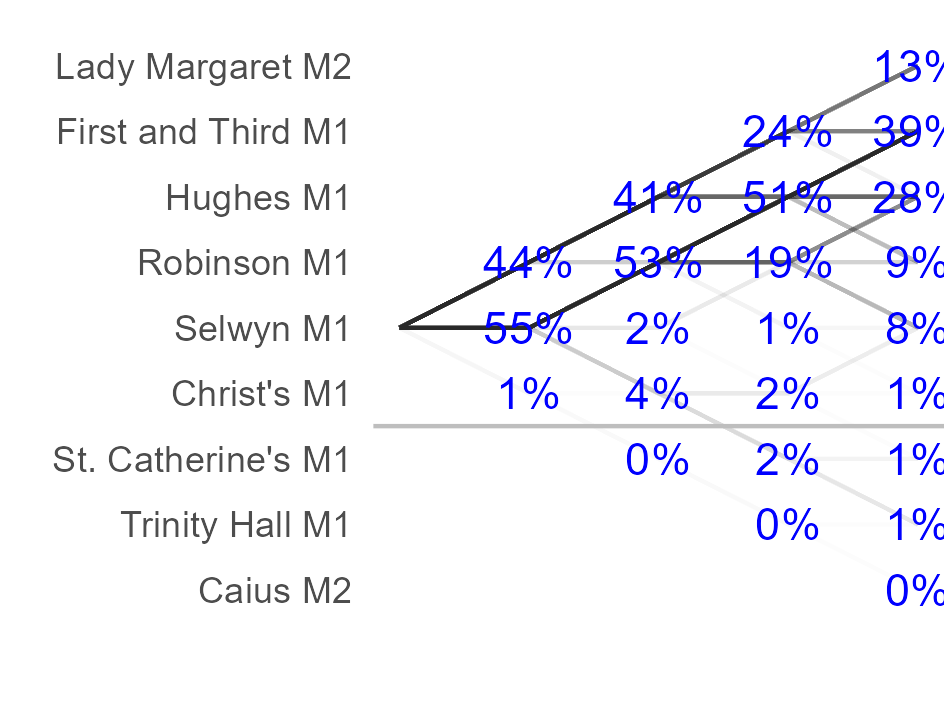 Lady Margaret M2 13%
First and Third M1 24% 39%
Hughes M1 41% 51% 28%
Robinson M1 44% 53% 19% 9%
Selwyn M1 55% 2% 1% 8%
Christ's M1 1% 4% 2% 1%
St. Catherine's M1 0% 2% 1%
Trinity Hall M1 0% 1%
Caius M2 0%